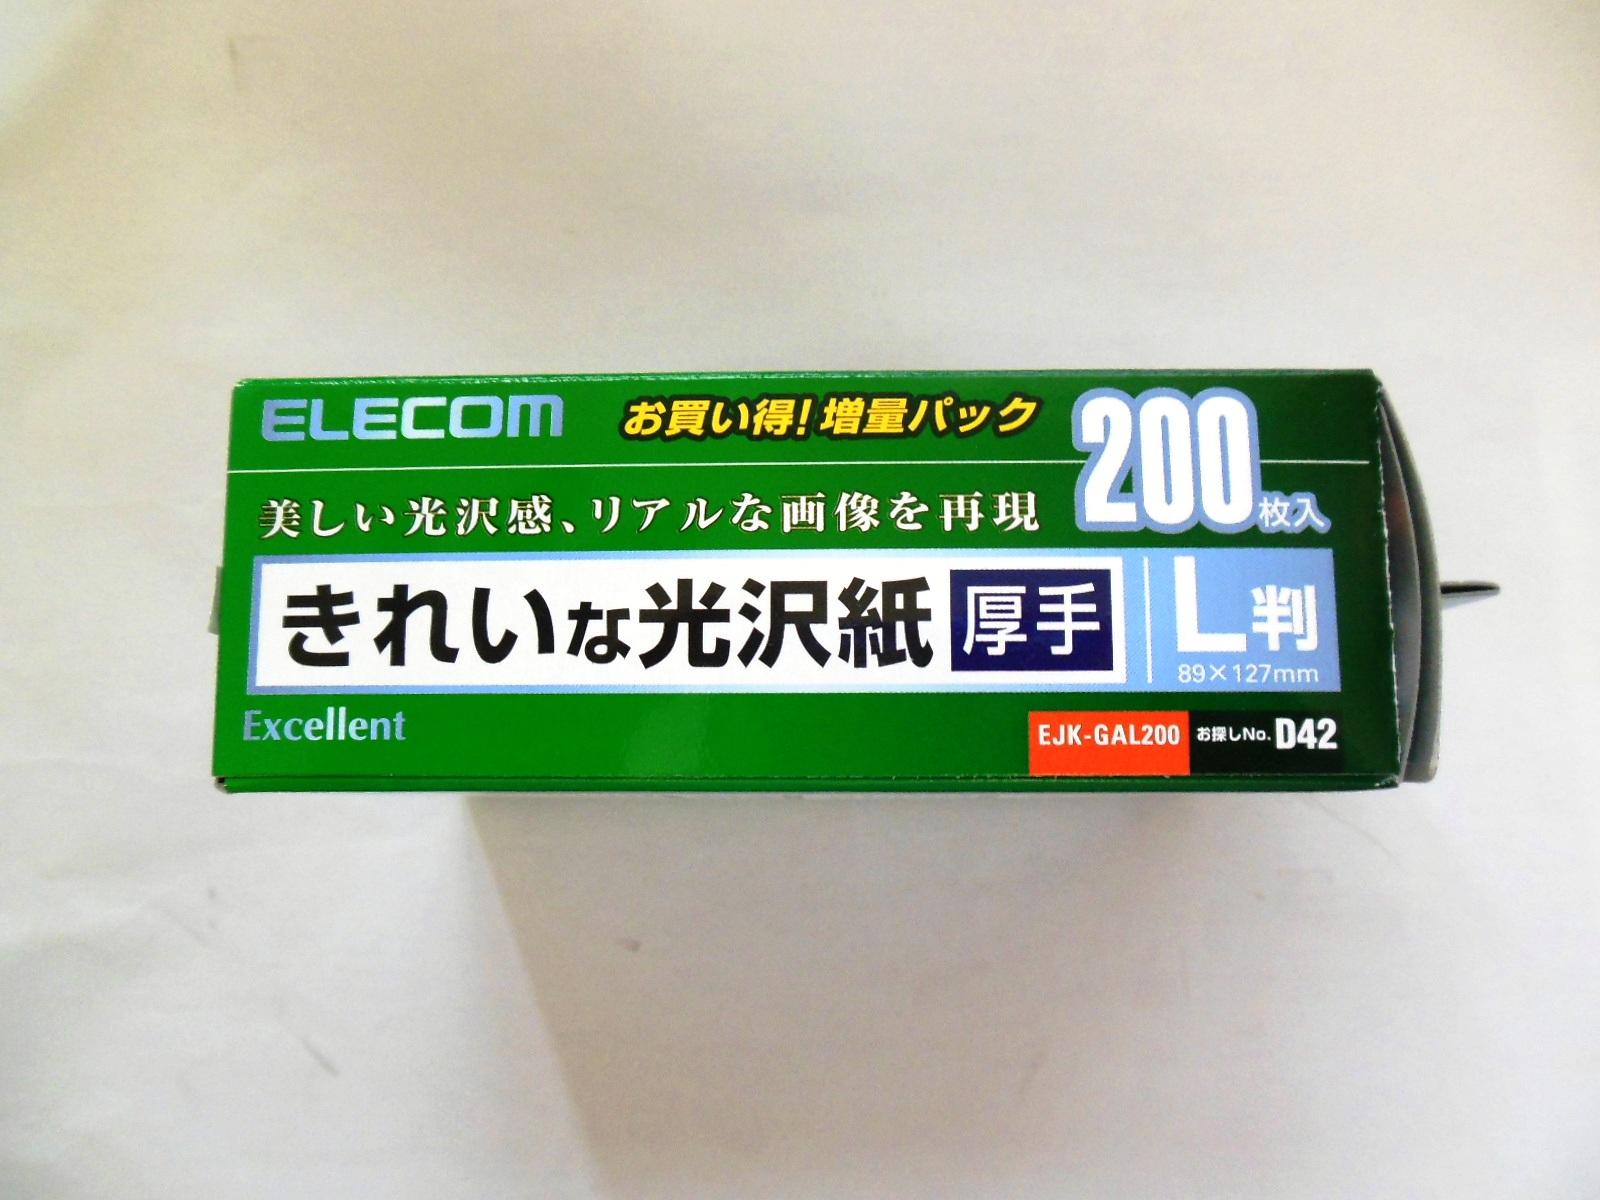 ELECOM お買い得!増量パック 200枚入
美しい光沢感、リアルな画像を再現
きれいな光沢紙 厚手 L判
89×127mm
Excellent EJK-GAL200 お探しNo. D42